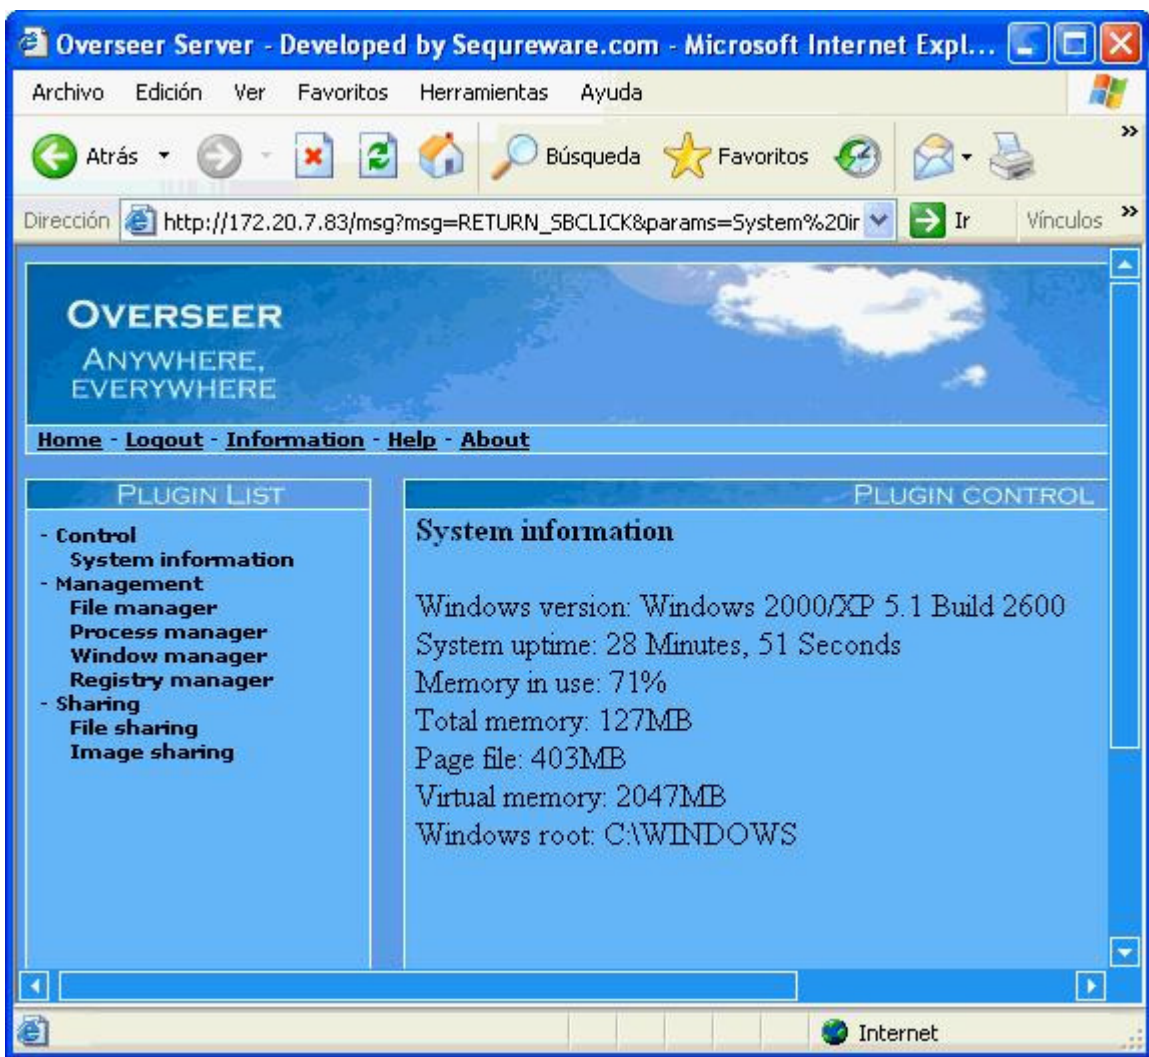 Overseer Server - Developed by Sequreware.com - Microsoft Internet Expl...
Archivo Edición Ver Favoritos Herramientas Ayuda
Atrás Búsqueda Favoritos »
Dirección http://172.20.7.83/msg?msg=RETURN_SBCLICK&params=System%20ir Ir Vínculos »
OVERSEER
ANYWHERE,
EVERYWHERE
Home - Logout - Information - Help - About
PLUGIN LIST
- Control
System information
- Management
File manager
Process manager
Window manager
Registry manager
- Sharing
File sharing
Image sharing
PLUGIN CONTROL
System information
Windows version: Windows 2000/XP 5.1 Build 2600
System uptime: 28 Minutes, 51 Seconds
Memory in use: 71%
Total memory: 127MB
Page file: 403MB
Virtual memory: 2047MB
Windows root: C:\WINDOWS
Internet